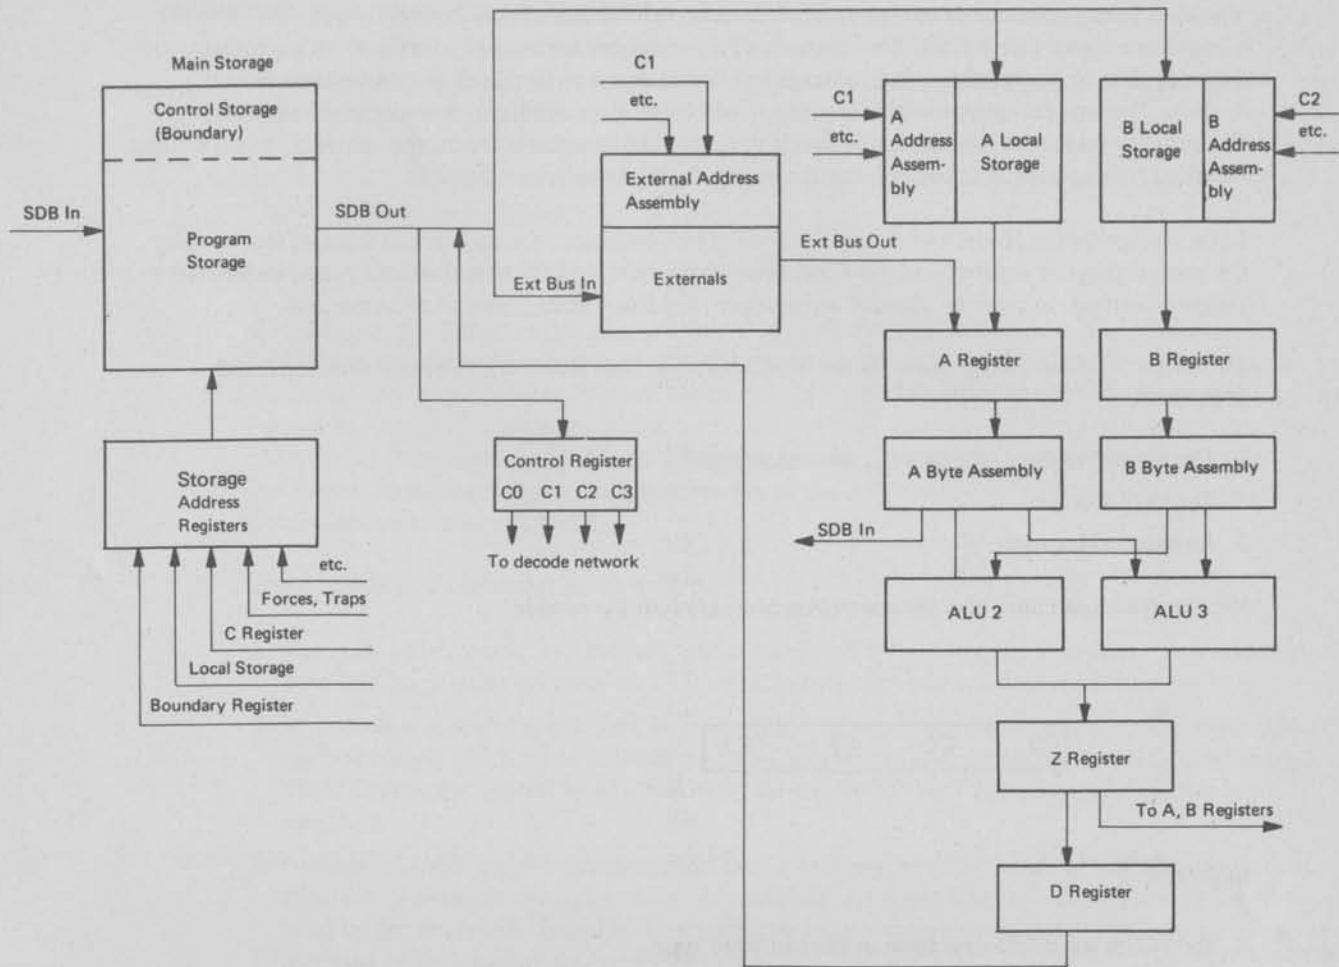 Main Storage
Control Storage
(Boundary)
Program
Storage
SDB In
SDB Out
Ext Bus In
C1
etc.
External Address
Assembly
Externals
Ext Bus Out
C1
etc.
A
Address
Assem-
bly
A Local
Storage
B Local
Storage
B
Address
Assem-
bly
C2
etc.
A Register
B Register
Storage
Address
Registers
etc.
Forces, Traps
C Register
Local Storage
Boundary Register
Control Register
C0 C1 C2 C3
To decode network
A Byte Assembly
B Byte Assembly
SDB In
ALU 2
ALU 3
Z Register
To A, B Registers
D Register